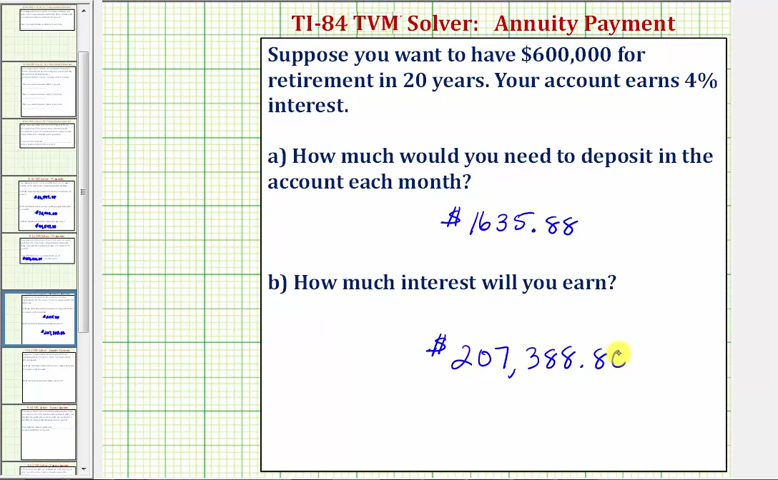 TI-84 TVM Solver: Annuity Payment
Suppose you want to have $600,000 for
retirement in 20 years. Your account earns 4%
interest.
a) How much would you need to deposit in the
account each month?
$1635.88
b) How much interest will you earn?
$207,388.80